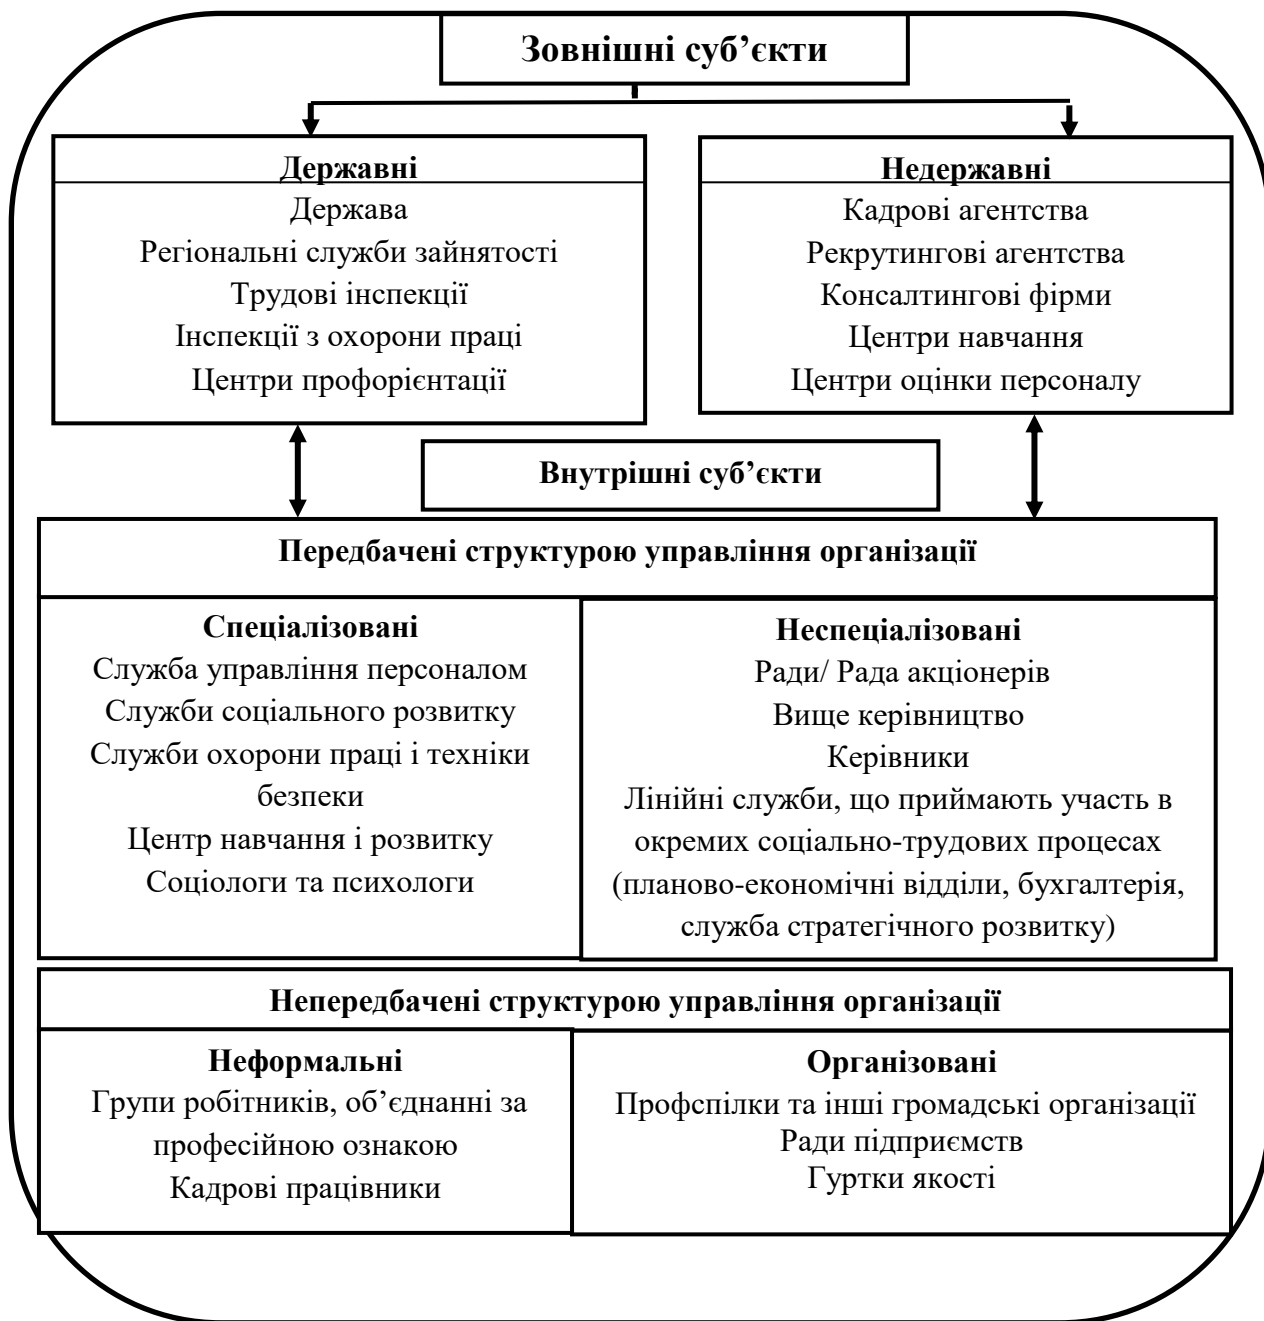 Зовнішні суб’єкти
Державні
Держава
Регіональні служби зайнятості
Трудові інспекції
Інспекції з охорони праці
Центри профорієнтації
Недержавні
Кадрові агентства
Рекрутингові агентства
Консалтингові фірми
Центри навчання
Центри оцінки персоналу
Внутрішні суб’єкти
Передбачені структурою управління організації
Спеціалізовані
Служба управління персоналом
Служби соціального розвитку
Служби охорони праці і техніки
безпеки
Центр навчання і розвитку
Соціологи та психологи
Неспеціалізовані
Ради/ Рада акціонерів
Вище керівництво
Керівники
Лінійні служби, що приймають участь в
окремих соціально-трудових процесах
(планово-економічні відділи, бухгалтерія,
служба стратегічного розвитку)
Непередбачені структурою управління організації
Неформальні
Групи робітників, об’єднанні за
професійною ознакою
Кадрові працівники
Організовані
Профспілки та інші громадські організації
Ради підприємств
Гуртки якості